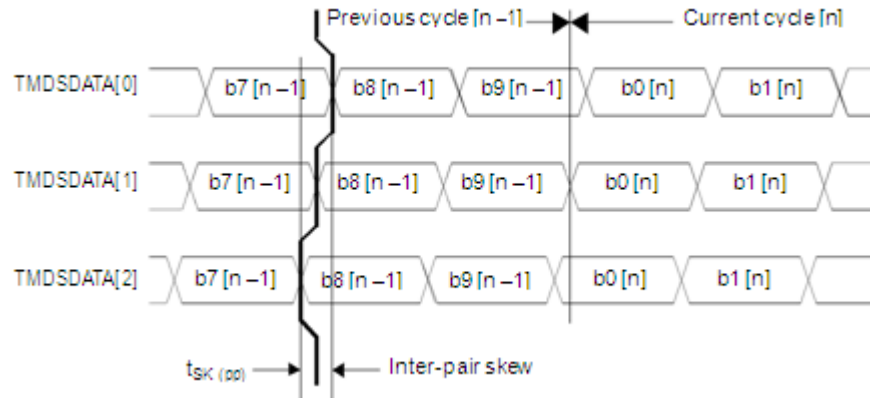 Previous cycle [n –1] Current cycle [n]
TMDSDATA[0] b7 [n –1] b8 [n –1] b9 [n –1] b0 [n] b1 [n]
TMDSDATA[1] b7 [n –1] b8 [n –1] b9 [n –1] b0 [n] b1 [n]
TMDSDATA[2] b7 [n –1] b8 [n –1] b9 [n –1] b0 [n] b1 [n]
tSK (pp) Inter-pair skew